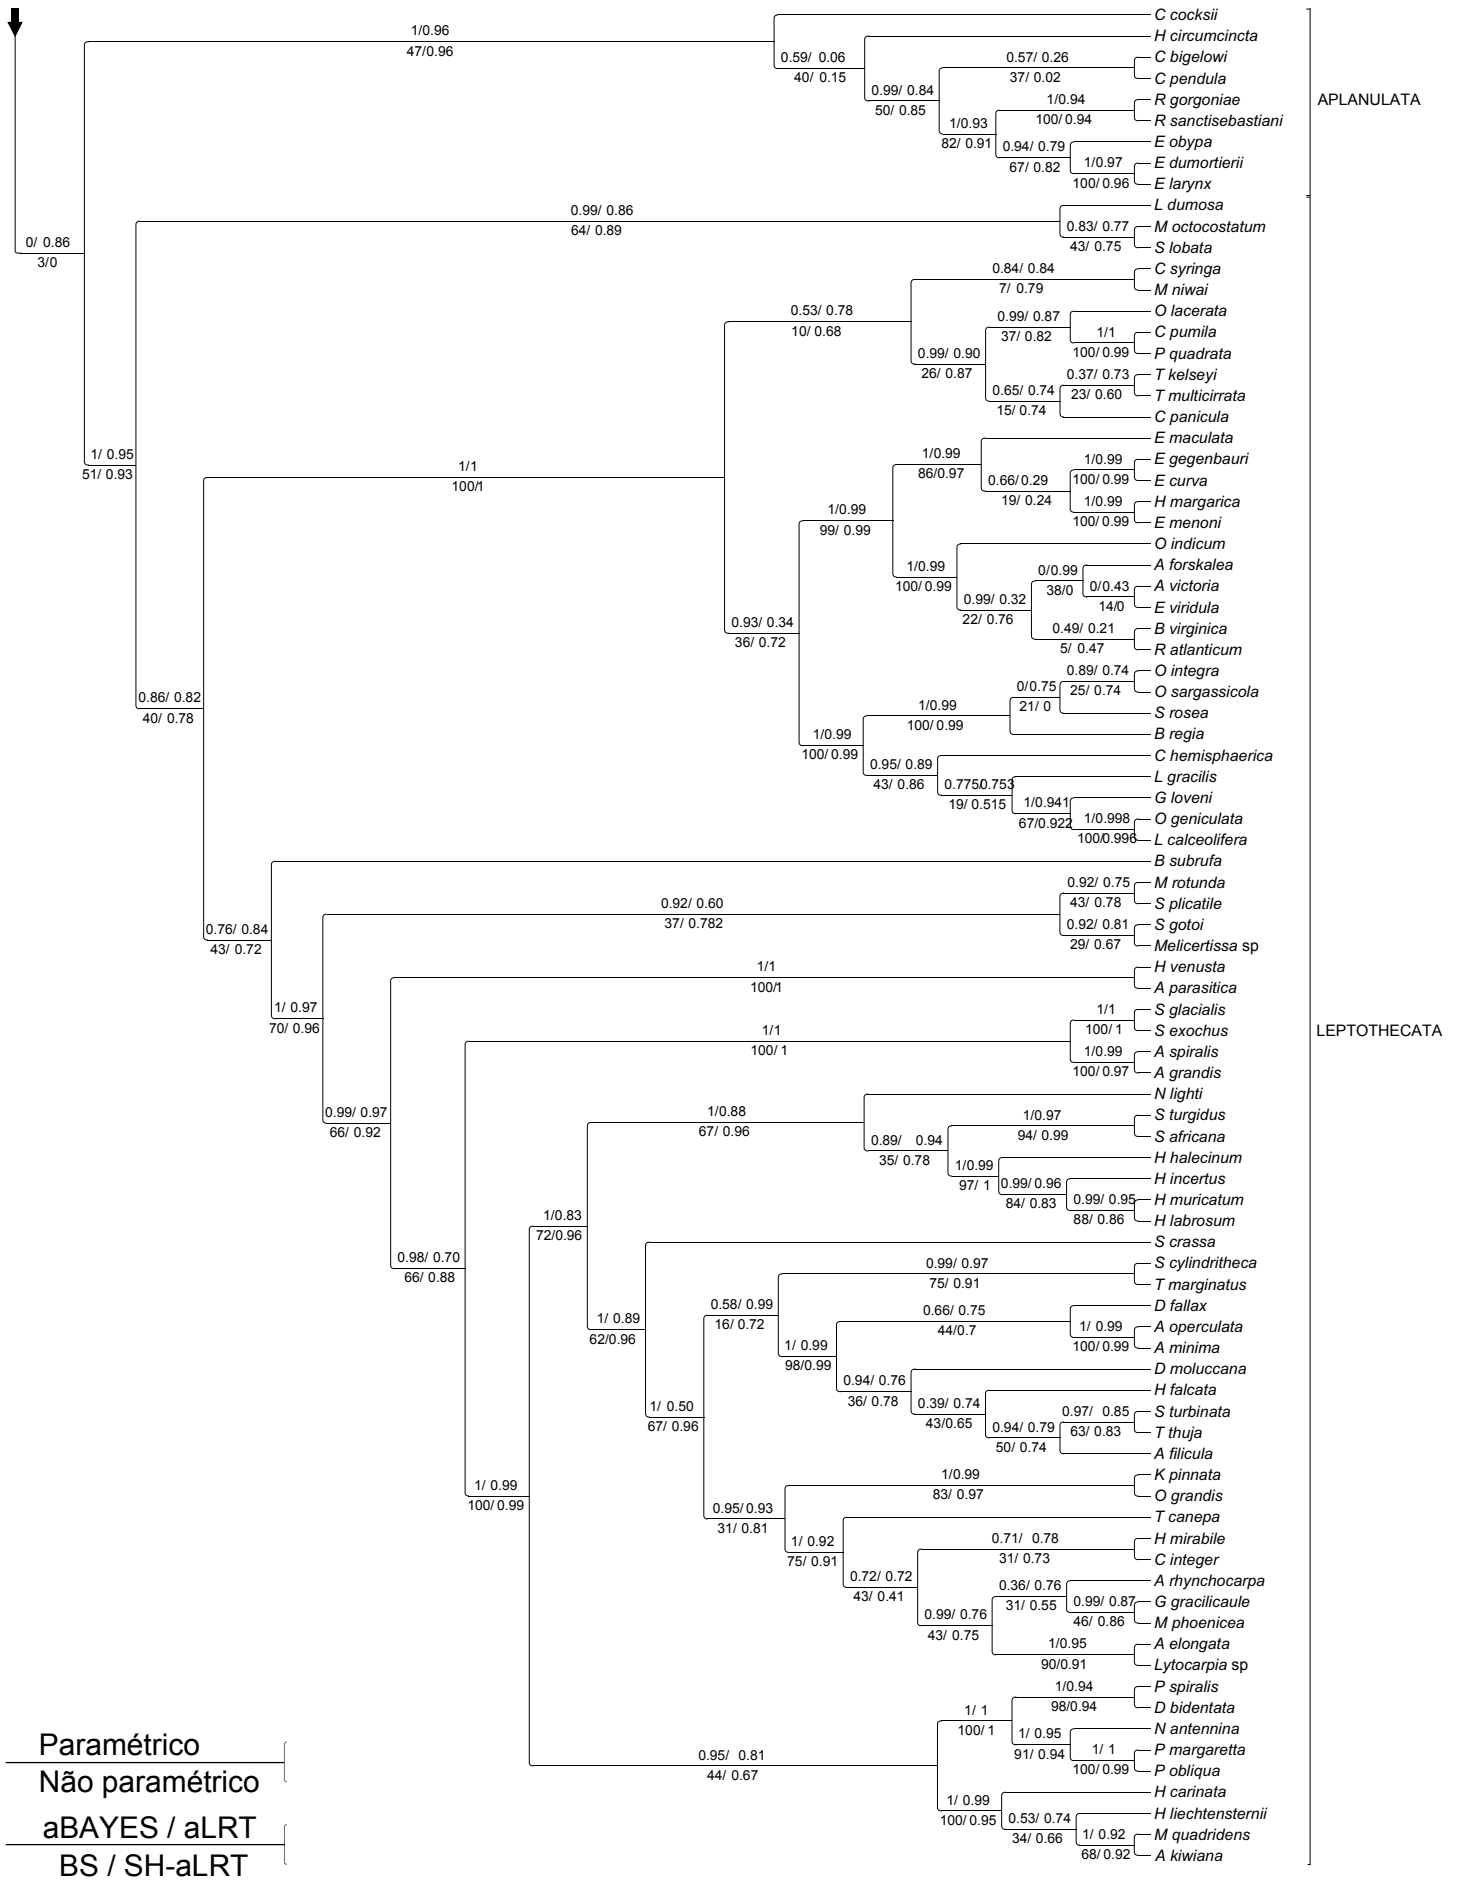 C cocksii
1/0.96
47/0.96
H circumcincta
0.59/ 0.06
40/ 0.15
C bigelowi
0.57/ 0.26
37/ 0.02
C pendula
0.99/ 0.84
50/ 0.85
R gorgoniae
1/0.94
100/ 0.94
APLANULATA
R sanctisebastiani
1/0.93
82/ 0.91
E obypa
0.94/ 0.79
67/ 0.82
E dumortierii
1/0.97
100/ 0.96
E larynx
L dumosa
0.99/ 0.86
64/ 0.89
M octocostatum
0.83/ 0.77
43/ 0.75
S lobata
0/ 0.86
3/0
C syringa
0.84/ 0.84
7/ 0.79
M niwai
0.53/ 0.78
10/ 0.68
O lacerata
0.99/ 0.87
37/ 0.82
C pumila
1/1
100/ 0.99
P quadrata
0.99/ 0.90
26/ 0.87
T kelseyi
0.37/ 0.73
23/ 0.60
T multicirrata
0.65/ 0.74
15/ 0.74
C panicula
E maculata
1/ 0.95
51/ 0.93
1/1
100/1
1/0.99
86/0.97
E gegenbauri
1/0.99
100/ 0.99
E curva
0.66/ 0.29
19/ 0.24
H margarica
1/0.99
100/ 0.99
E menoni
1/0.99
99/ 0.99
O indicum
1/0.99
100/ 0.99
A forskalea
0/0.99
38/0
A victoria
0/0.43
14/0
E viridula
0.99/ 0.32
22/ 0.76
B virginica
0.49/ 0.21
5/ 0.47
R atlanticum
0.93/ 0.34
36/ 0.72
O integra
0.89/ 0.74
25/ 0.74
O sargassicola
0/0.75
21/ 0
S rosea
1/0.99
100/ 0.99
B regia
0.86/ 0.82
40/ 0.78
1/0.99
100/ 0.99
C hemisphaerica
0.95/ 0.89
43/ 0.86
L gracilis
0.775/0.753
19/ 0.515
G loveni
1/0.941
67/0.922
O geniculata
1/0.998
100/0.996
L calceolifera
B subrufa
M rotunda
0.92/ 0.75
43/ 0.78
S plicatile
0.92/ 0.60
37/ 0.782
S gotoi
0.92/ 0.81
29/ 0.67
Melicertissa sp
0.76/ 0.84
43/ 0.72
H venusta
1/1
100/1
A parasitica
1/ 0.97
70/ 0.96
S glacialis
1/1
100/ 1
S exochus
LEPTOTHECATA
1/1
100/ 1
A spiralis
1/0.99
100/ 0.97
A grandis
N lighti
0.99/ 0.97
66/ 0.92
1/0.88
67/ 0.96
S turgidus
1/0.97
94/ 0.99
S africana
0.89/ 0.94
35/ 0.78
H halecinum
1/0.99
97/ 1
H incertus
0.99/ 0.96
84/ 0.83
H muricatum
0.99/ 0.95
88/ 0.86
H labrosum
1/0.83
72/0.96
S crassa
0.98/ 0.70
66/ 0.88
S cylindritheca
0.99/ 0.97
75/ 0.91
T marginatus
0.58/ 0.99
16/ 0.72
D fallax
0.66/ 0.75
44/0.7
A operculata
1/ 0.99
100/ 0.99
A minima
1/ 0.89
62/0.96
1/ 0.99
98/0.99
D moluccana
0.94/ 0.76
36/ 0.78
H falcata
0.39/ 0.74
43/0.65
S turbinata
0.97/ 0.85
63/ 0.83
T thuja
0.94/ 0.79
50/ 0.74
A filicula
1/ 0.50
67/ 0.96
K pinnata
1/0.99
83/ 0.97
O grandis
1/ 0.99
100/ 0.99
0.95/ 0.93
31/ 0.81
T canepa
1/ 0.92
75/ 0.91
H mirabile
0.71/ 0.78
31/ 0.73
C integer
0.72/ 0.72
43/ 0.41
A rhynchocarpa
0.36/ 0.76
31/ 0.55
G gracilicaule
0.99/ 0.87
46/ 0.86
M phoenicea
0.99/ 0.76
43/ 0.75
A elongata
1/0.95
90/0.91
Lytocarpia sp
P spiralis
1/0.94
98/0.94
D bidentata
1/ 1
100/ 1
N antennina
1/ 0.95
91/ 0.94
P margaretta
1/ 1
100/ 0.99
P obliqua
0.95/ 0.81
44/ 0.67
H carinata
1/ 0.99
100/ 0.95
H liechtensternii
0.53/ 0.74
34/ 0.66
M quadridens
1/ 0.92
68/ 0.92
A kiwiana
Paramétrico
Não paramétrico
aBAYES / aLRT
BS / SH-aLRT